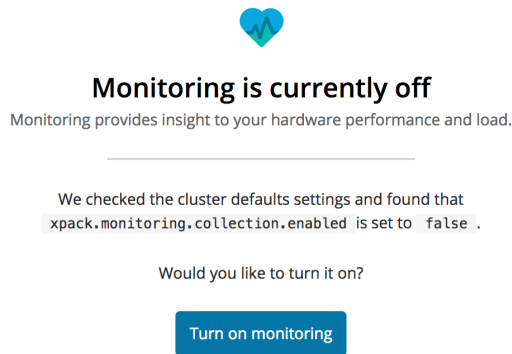 Monitoring is currently off
Monitoring provides insight to your hardware performance and load.
We checked the cluster defaults settings and found that
xpack.monitoring.collection.enabled is set to false .
Would you like to turn it on?
Turn on monitoring